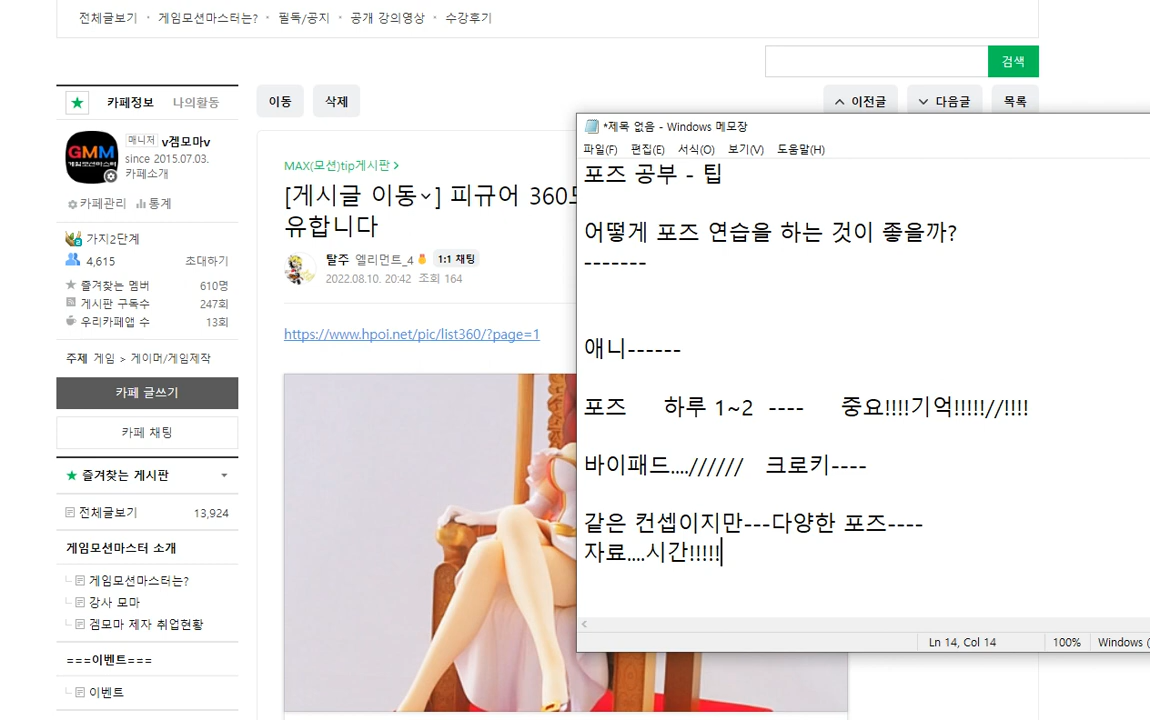 전체글보기 · 게임모션마스터는? · 필독/공지 · 공개 강의영상 · 수강후기
검색
카페정보 나의활동
이동 삭제
이전글 다음글 목록
GMM
게임모션마스터
매니저 v겜모마v
since 2015.07.03.
카페소개
카페관리 통계
가지2단계
4,615 초대하기
즐겨찾는 멤버 610명
게시판 구독수 247회
우리카페앱 수 13회
주제 게임 > 게이머/게임제작
카페 글쓰기
카페 채팅
즐겨찾는 게시판
전체글보기 13,924
게임모션마스터 소개
게임모션마스터는?
강사 모마
겜모마 제자 취업현황
===이벤트===
이벤트
MAX(모션)tip게시판 >
[게시글 이동] 피규어 360
유합니다
탈주 엘리먼트_4 1:1 채팅
2022.08.10. 20:42 조회 164
https://www.hpoi.net/pic/list360/?page=1
*제목 없음 - Windows 메모장
파일(F) 편집(E) 서식(O) 보기(V) 도움말(H)
포즈 공부 - 팁
어떻게 포즈 연습을 하는 것이 좋을까?
-------
애니------
포즈 하루 1~2 ---- 중요!!!!기억!!!!!//!!!!
바이패드....////// 크로키----
같은 컨셉이지만---다양한 포즈----
자료....시간!!!!!
Ln 14, Col 14 100% Windows (